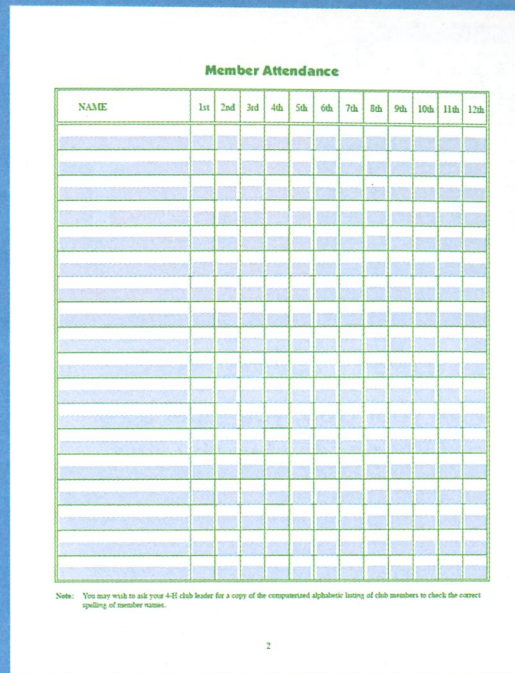 Member Attendance
NAME 1st 2nd 3rd 4th 5th 6th 7th 8th 9th 10th 11th 12th
Note: You may wish to ask your 4-H club leader for a copy of the computerized alphabetic listing of club members to check the correct
spelling of member names.
2